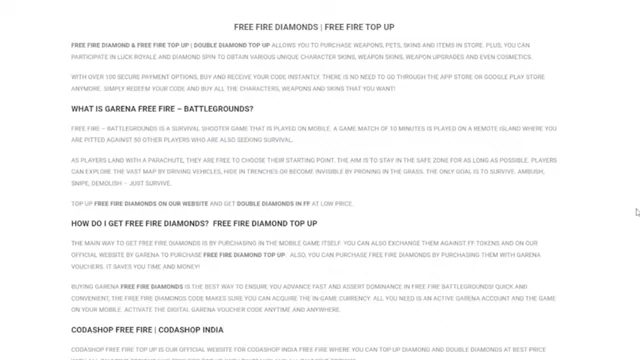 FREE FIRE DIAMONDS | FREE FIRE TOP UP
FREE FIRE DIAMOND & FREE FIRE TOP UP | DOUBLE DIAMOND TOP UP ALLOWS YOU TO PURCHASE WEAPONS, PETS, SKINS AND ITEMS IN STORE. PLUS, YOU CAN
PARTICIPATE IN LUCK ROYALE AND DIAMOND SPIN TO OBTAIN VARIOUS UNIQUE CHARACTER SKINS, WEAPON SKINS, WEAPON UPGRADES AND EVEN COSMETICS.
WITH OVER 100 SECURE PAYMENT OPTIONS, BUY AND RECEIVE YOUR CODE INSTANTLY. THERE IS NO NEED TO GO THROUGH THE APP STORE OR GOOGLE PLAY STORE
ANYMORE. SIMPLY REDEEM YOUR CODE AND BUY ALL THE CHARACTERS, WEAPONS AND SKINS THAT YOU WANT!
WHAT IS GARENA FREE FIRE – BATTLEGROUNDS?
FREE FIRE – BATTLEGROUNDS IS A SURVIVAL SHOOTER GAME THAT IS PLAYED ON MOBILE. A GAME MATCH OF 10 MINUTES IS PLAYED ON A REMOTE ISLAND WHERE YOU
ARE PITTED AGAINST 50 OTHER PLAYERS WHO ARE ALSO SEEKING SURVIVAL.
AS PLAYERS LAND WITH A PARACHUTE, THEY ARE FREE TO CHOOSE THEIR STARTING POINT. THE AIM IS TO STAY IN THE SAFE ZONE FOR AS LONG AS POSSIBLE. PLAYERS
CAN EXPLORE THE VAST MAP BY DRIVING VEHICLES, HIDE IN TRENCHES OR BECOME INVISIBLE BY PRONING IN THE GRASS. THE ONLY GOAL IS TO SURVIVE: AMBUSH,
SNIPE, DEMOLISH - JUST SURVIVE.
TOP UP FREE FIRE DIAMONDS ON OUR WEBSITE AND GET DOUBLE DIAMONDS IN FF AT LOW PRICE.
HOW DO I GET FREE FIRE DIAMONDS? FREE FIRE DIAMOND TOP UP
THE MAIN WAY TO GET FREE FIRE DIAMONDS IS BY PURCHASING IN THE MOBILE GAME ITSELF. YOU CAN ALSO EXCHANGE THEM AGAINST FF TOKENS AND ON OUR
OFFICIAL WEBSITE BY GARENA TO PURCHASE FREE FIRE DIAMOND TOP UP. ALSO, YOU CAN PURCHASE FREE FIRE DIAMONDS BY PURCHASING THEM WITH GARENA
VOUCHERS. IT SAVES YOU TIME AND MONEY!
BUYING GARENA FREE FIRE DIAMONDS IS THE BEST WAY TO ENSURE YOU ADVANCE FAST AND ASSERT DOMINANCE IN FREE FIRE BATTLEGROUNDS! QUICK AND
CONVENIENT, THE FREE FIRE DIAMONDS CODE MAKES SURE YOU CAN ACQUIRE THE IN-GAME CURRENCY. ALL YOU NEED IS AN ACTIVE GARENA ACCOUNT AND THE GAME
ON YOUR MOBILE. ACTIVATE THE DIGITAL GARENA VOUCHER CODE ANYTIME AND ANYWHERE.
CODASHOP FREE FIRE | CODASHOP INDIA
CODASHOP FREE FIRE TOP UP IS OUR OFFICIAL WEBSITE FOR CODASHOP INDIA FREE FIRE WHERE YOU CAN TOP UP DIAMOND AND DOUBLE DIAMONDS AT BEST PRICE